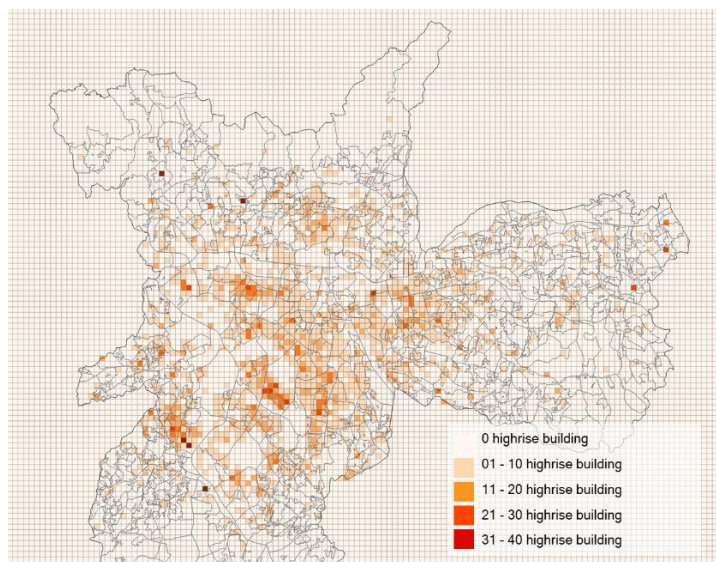 0 highrise building
01 - 10 highrise building
11 - 20 highrise building
21 - 30 highrise building
31 - 40 highrise building